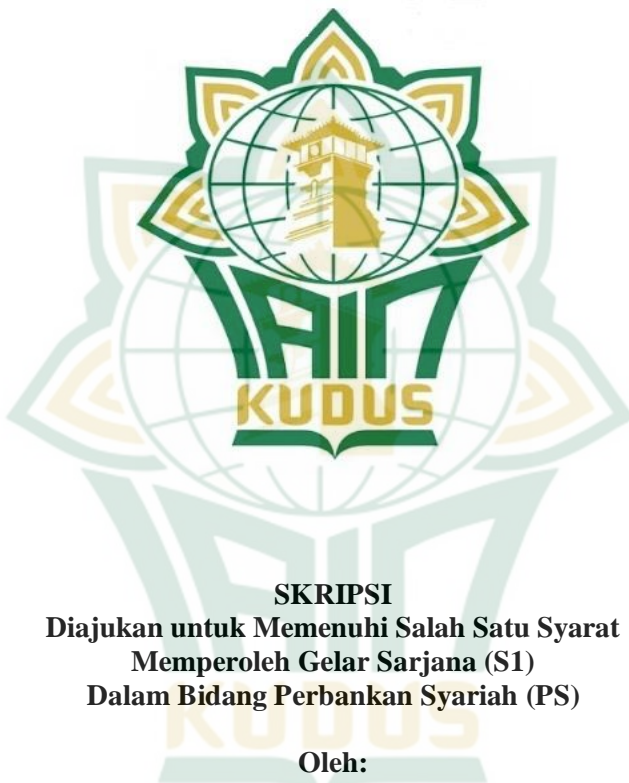 IAIN
KUDUS
SKRIPSI
Diajukan untuk Memenuhi Salah Satu Syarat
Memperoleh Gelar Sarjana (S1)
Dalam Bidang Perbankan Syariah (PS)
KUDUS
Oleh: